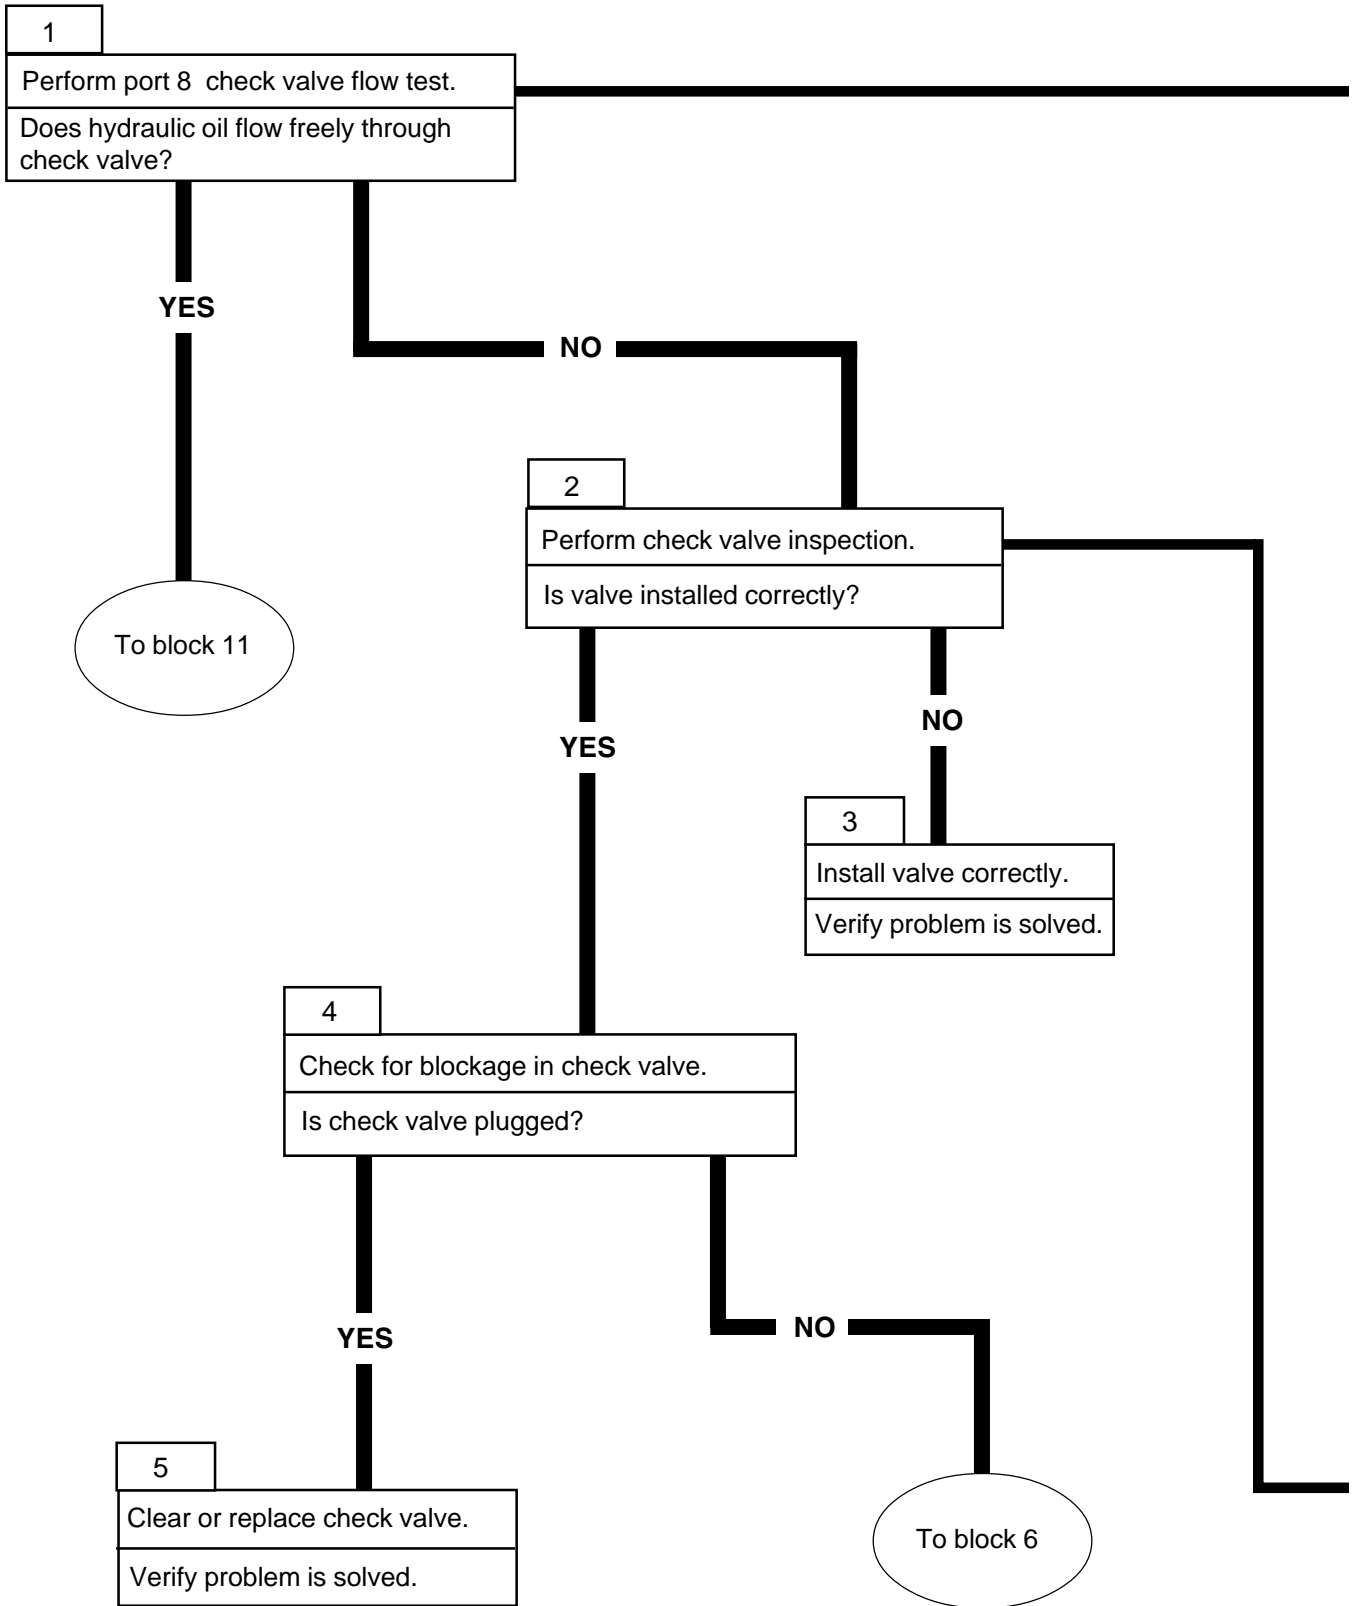 1
Perform port 8 check valve flow test.
Does hydraulic oil flow freely through
check valve?
YES
NO
2
Perform check valve inspection.
Is valve installed correctly?
To block 11
YES
NO
3
Install valve correctly.
Verify problem is solved.
4
Check for blockage in check valve.
Is check valve plugged?
YES
NO
5
Clear or replace check valve.
Verify problem is solved.
To block 6